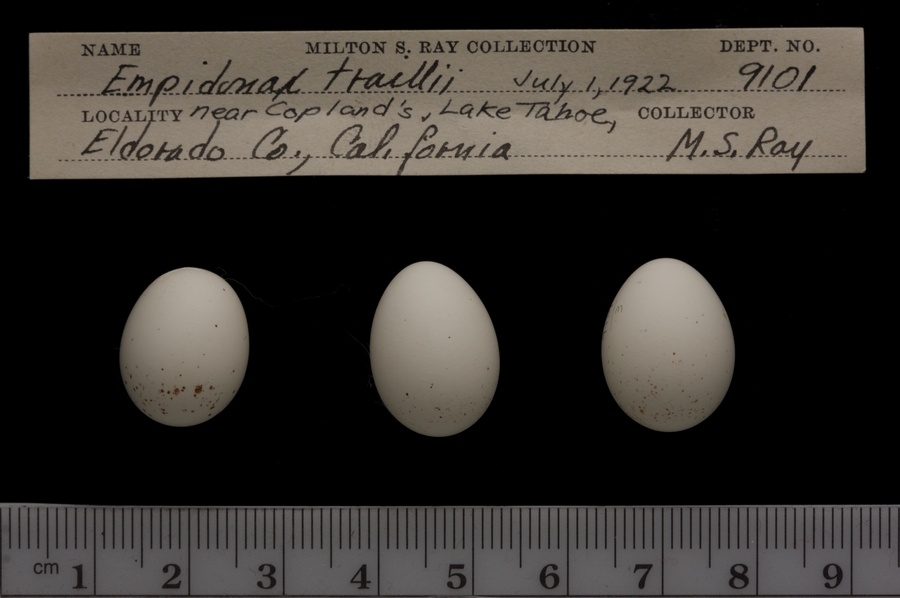 NAME MILTON S. RAY COLLECTION DEPT. NO.
Empidonax traillii July 1, 1922 9101
LOCALITY near Copland's, Lake Tahoe, COLLECTOR
Eldorado Co., California M.S. Ray
cm 1 2 3 4 5 6 7 8 9